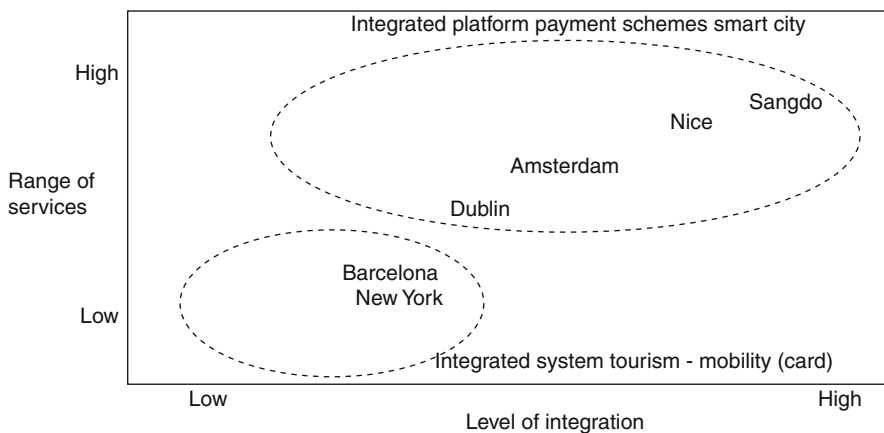 Integrated platform payment schemes smart city
High
Sangdo
Nice
Amsterdam
Range of
services
Dublin
Barcelona
New York
Low
Integrated system tourism - mobility (card)
Low
High
Level of integration